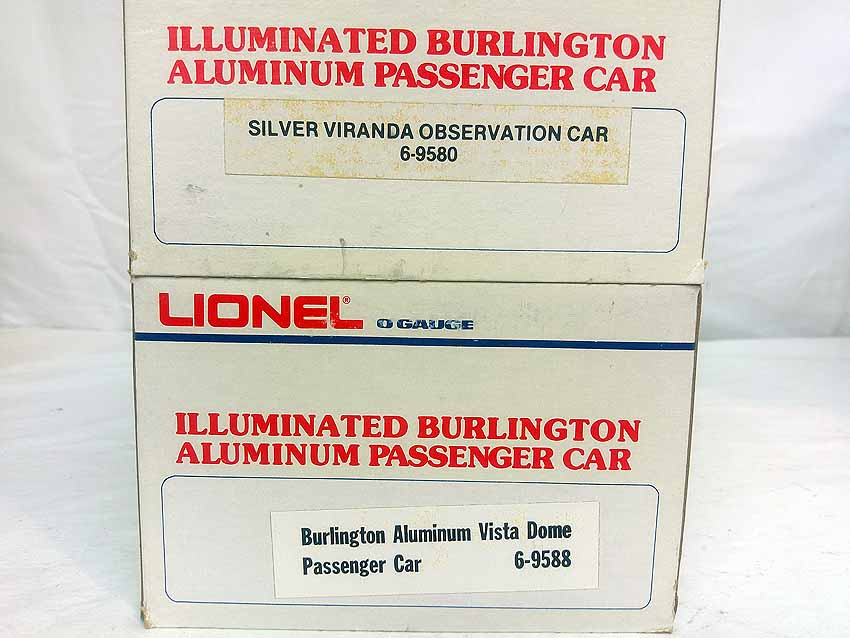 ILLUMINATED BURLINGTON
ALUMINUM PASSENGER CAR
SILVER VIRANDA OBSERVATION CAR
6-9580
LIONEL® O GAUGE
ILLUMINATED BURLINGTON
ALUMINUM PASSENGER CAR
Burlington Aluminum Vista Dome
Passenger Car 6-9588